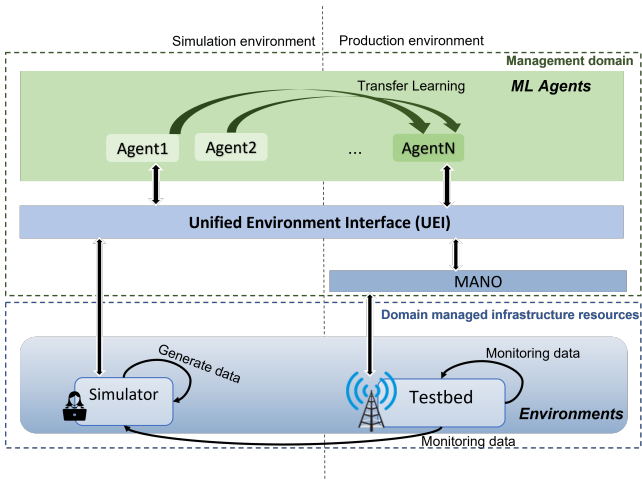 Simulation environment
Production environment
Management domain
Transfer Learning
ML Agents
Agent1
Agent2
...
AgentN
Unified Environment Interface (UEI)
MANO
Domain managed infrastructure resources
Generate data
Monitoring data
Simulator
Testbed
Environments
Monitoring data